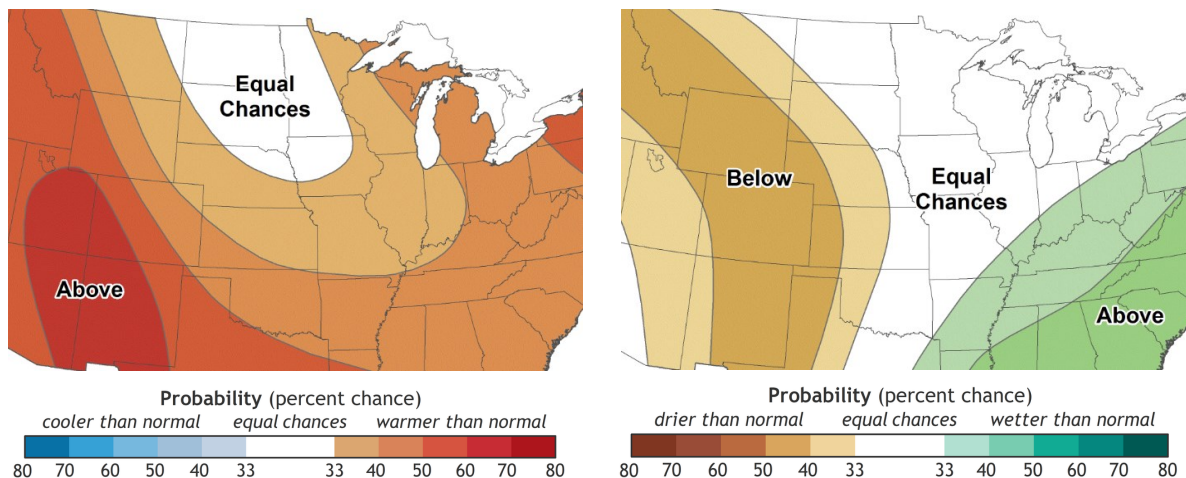 Equal
Chances
Above
Probability (percent chance)
cooler than normal equal chances warmer than normal
80 70 60 50 40 33 33 40 50 60 70 80
Below
Equal
Chances
Above
Probability (percent chance)
drier than normal equal chances wetter than normal
80 70 60 50 40 33 33 40 50 60 70 80